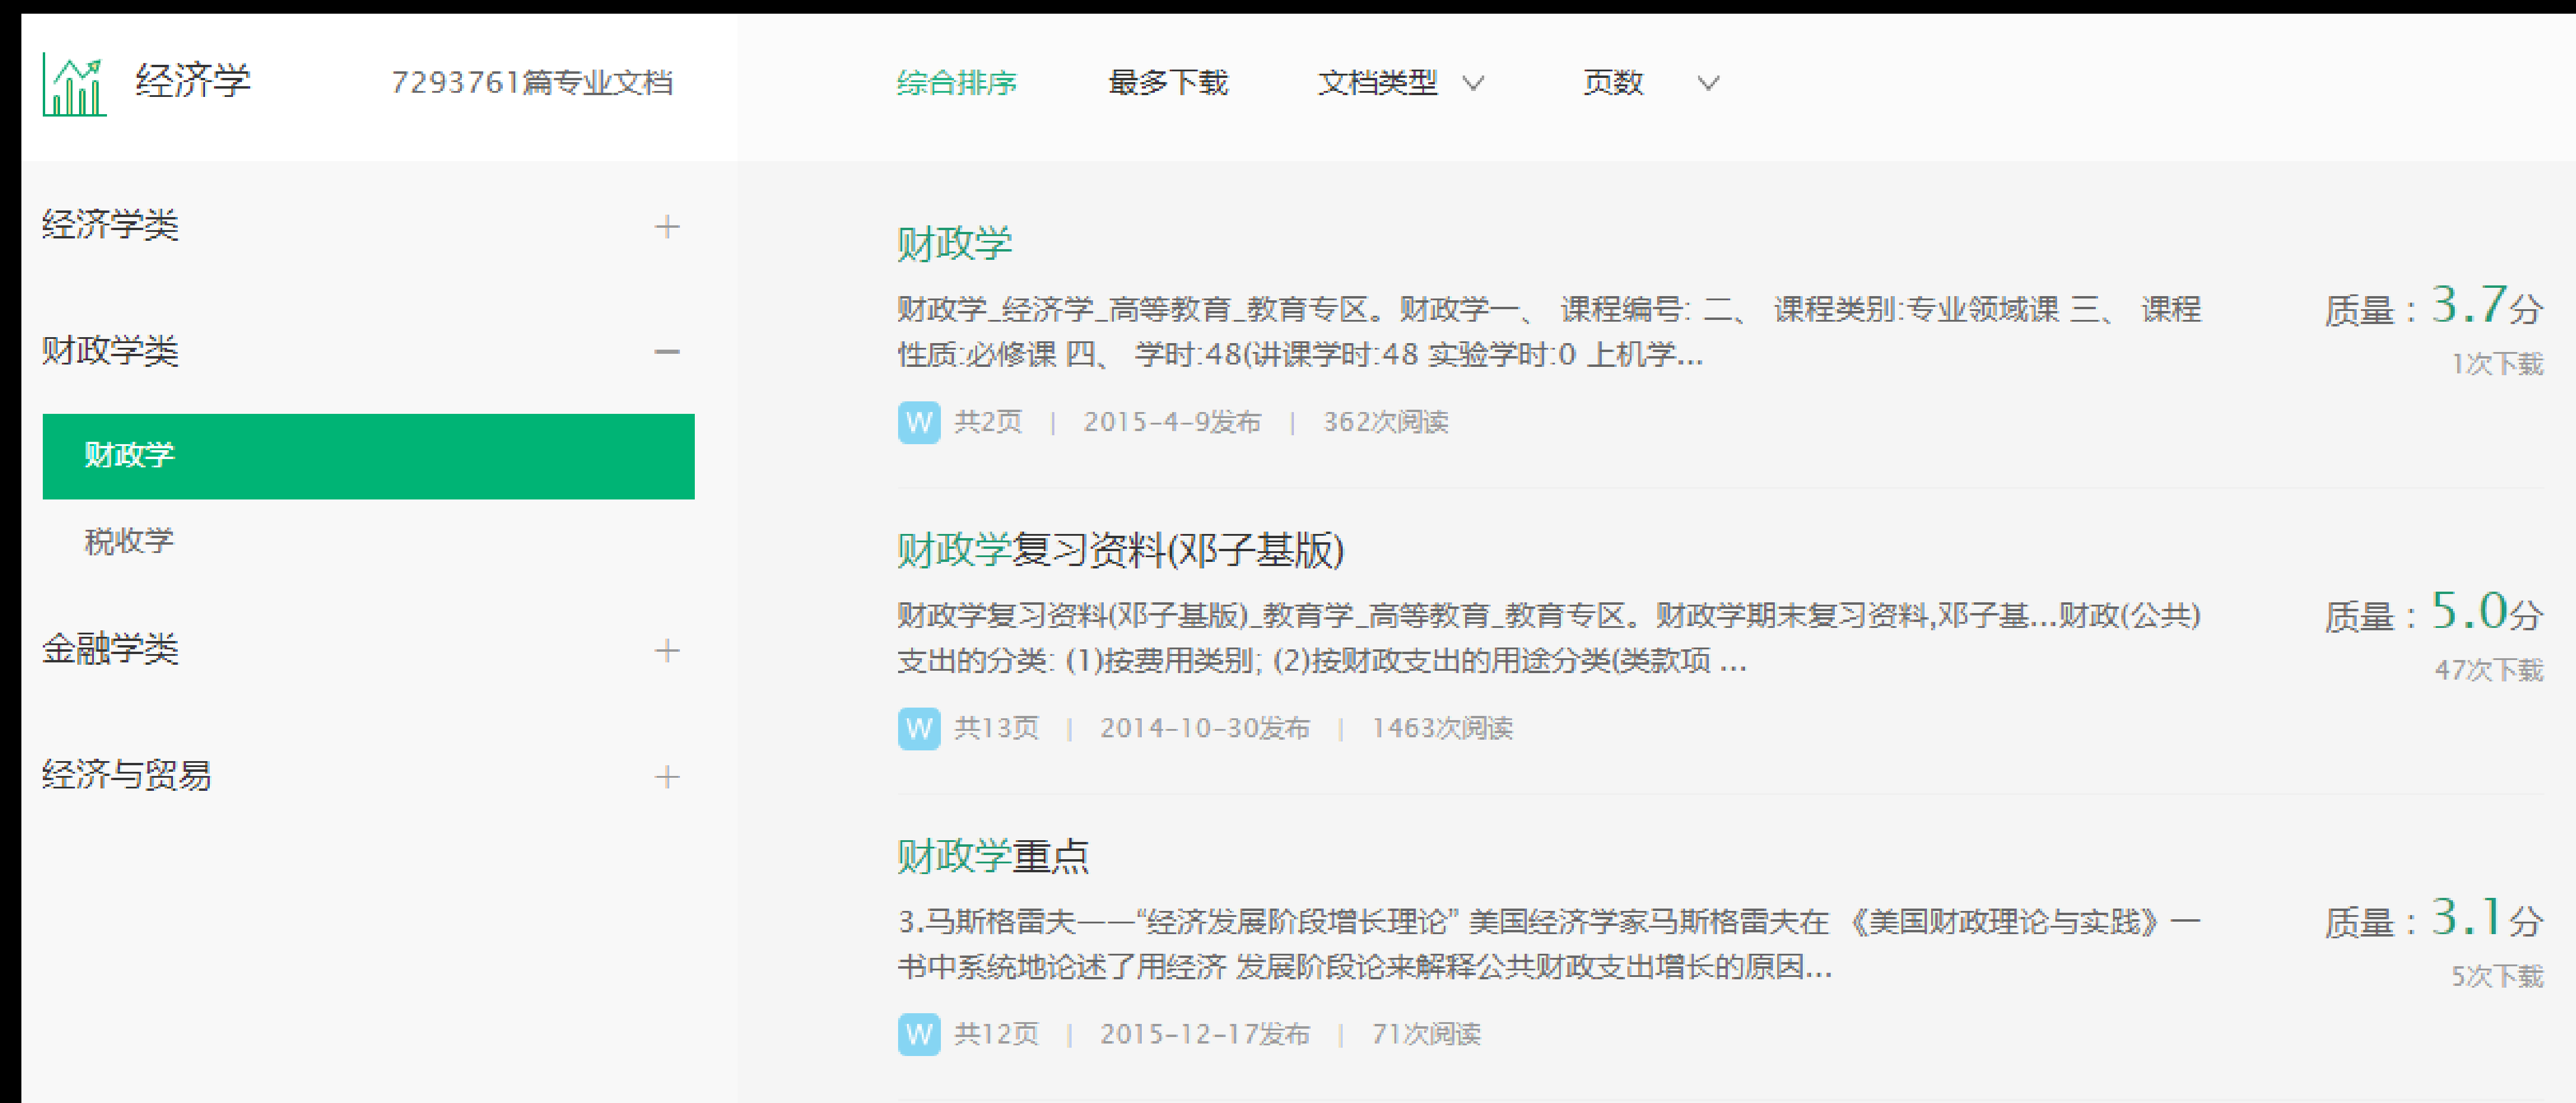 经济学 7293761篇专业文档
综合排序 最多下载 文档类型 页数
经济学类
财政学类
财政学
税收学
金融学类
经济与贸易
财政学
财政学_经济学_高等教育_教育专区。财政学一、 课程编号: 二、 课程类别:专业领域课 三、 课程
性质:必修课 四、 学时:48(讲课学时:48 实验学时:0 上机学...
质量：3.7分
1次下载
W 共2页 | 2015-4-9发布 | 362次阅读
财政学复习资料(邓子基版)
财政学复习资料(邓子基版)_教育学_高等教育_教育专区。财政学期末复习资料,邓子基...财政(公共)
支出的分类: (1)按费用类别; (2)按财政支出的用途分类(类款项 ...
质量：5.0分
47次下载
W 共13页 | 2014-10-30发布 | 1463次阅读
财政学重点
3.马斯格雷夫——“经济发展阶段增长理论” 美国经济学家马斯格雷夫在 《美国财政理论与实践》一
书中系统地论述了用经济 发展阶段论来解释公共财政支出增长的原因...
质量：3.1分
5次下载
W 共12页 | 2015-12-17发布 | 71次阅读